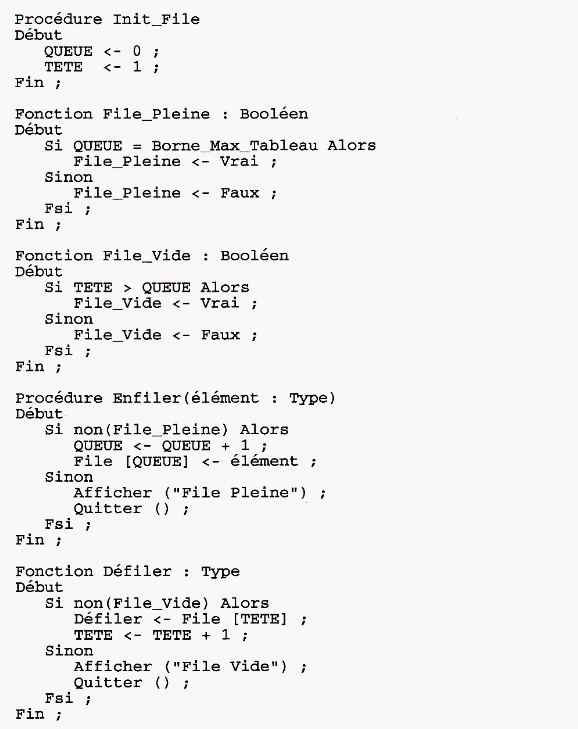 Procédure Init_File
Début
   QUEUE <- 0 ;
   TETE  <- 1 ;
Fin ;

Fonction File_Pleine : Booléen
Début
   Si QUEUE = Borne_Max_Tableau Alors
      File_Pleine <- Vrai ;
   Sinon
      File_Pleine <- Faux ;
   Fsi ;
Fin ;

Fonction File_Vide : Booléen
Début
   Si TETE > QUEUE Alors
      File_Vide <- Vrai ;
   Sinon
      File_Vide <- Faux ;
   Fsi ;
Fin ;

Procédure Enfiler(élément : Type)
Début
   Si non(File_Pleine) Alors
      QUEUE <- QUEUE + 1 ;
      File [QUEUE] <- élément ;
   Sinon
      Afficher ("File Pleine") ;
      Quitter () ;
   Fsi ;
Fin ;

Fonction Défiler : Type
Début
   Si non(File_Vide) Alors
      Défiler <- File [TETE] ;
      TETE <- TETE + 1 ;
   Sinon
      Afficher ("File Vide") ;
      Quitter () ;
   Fsi ;
Fin ;